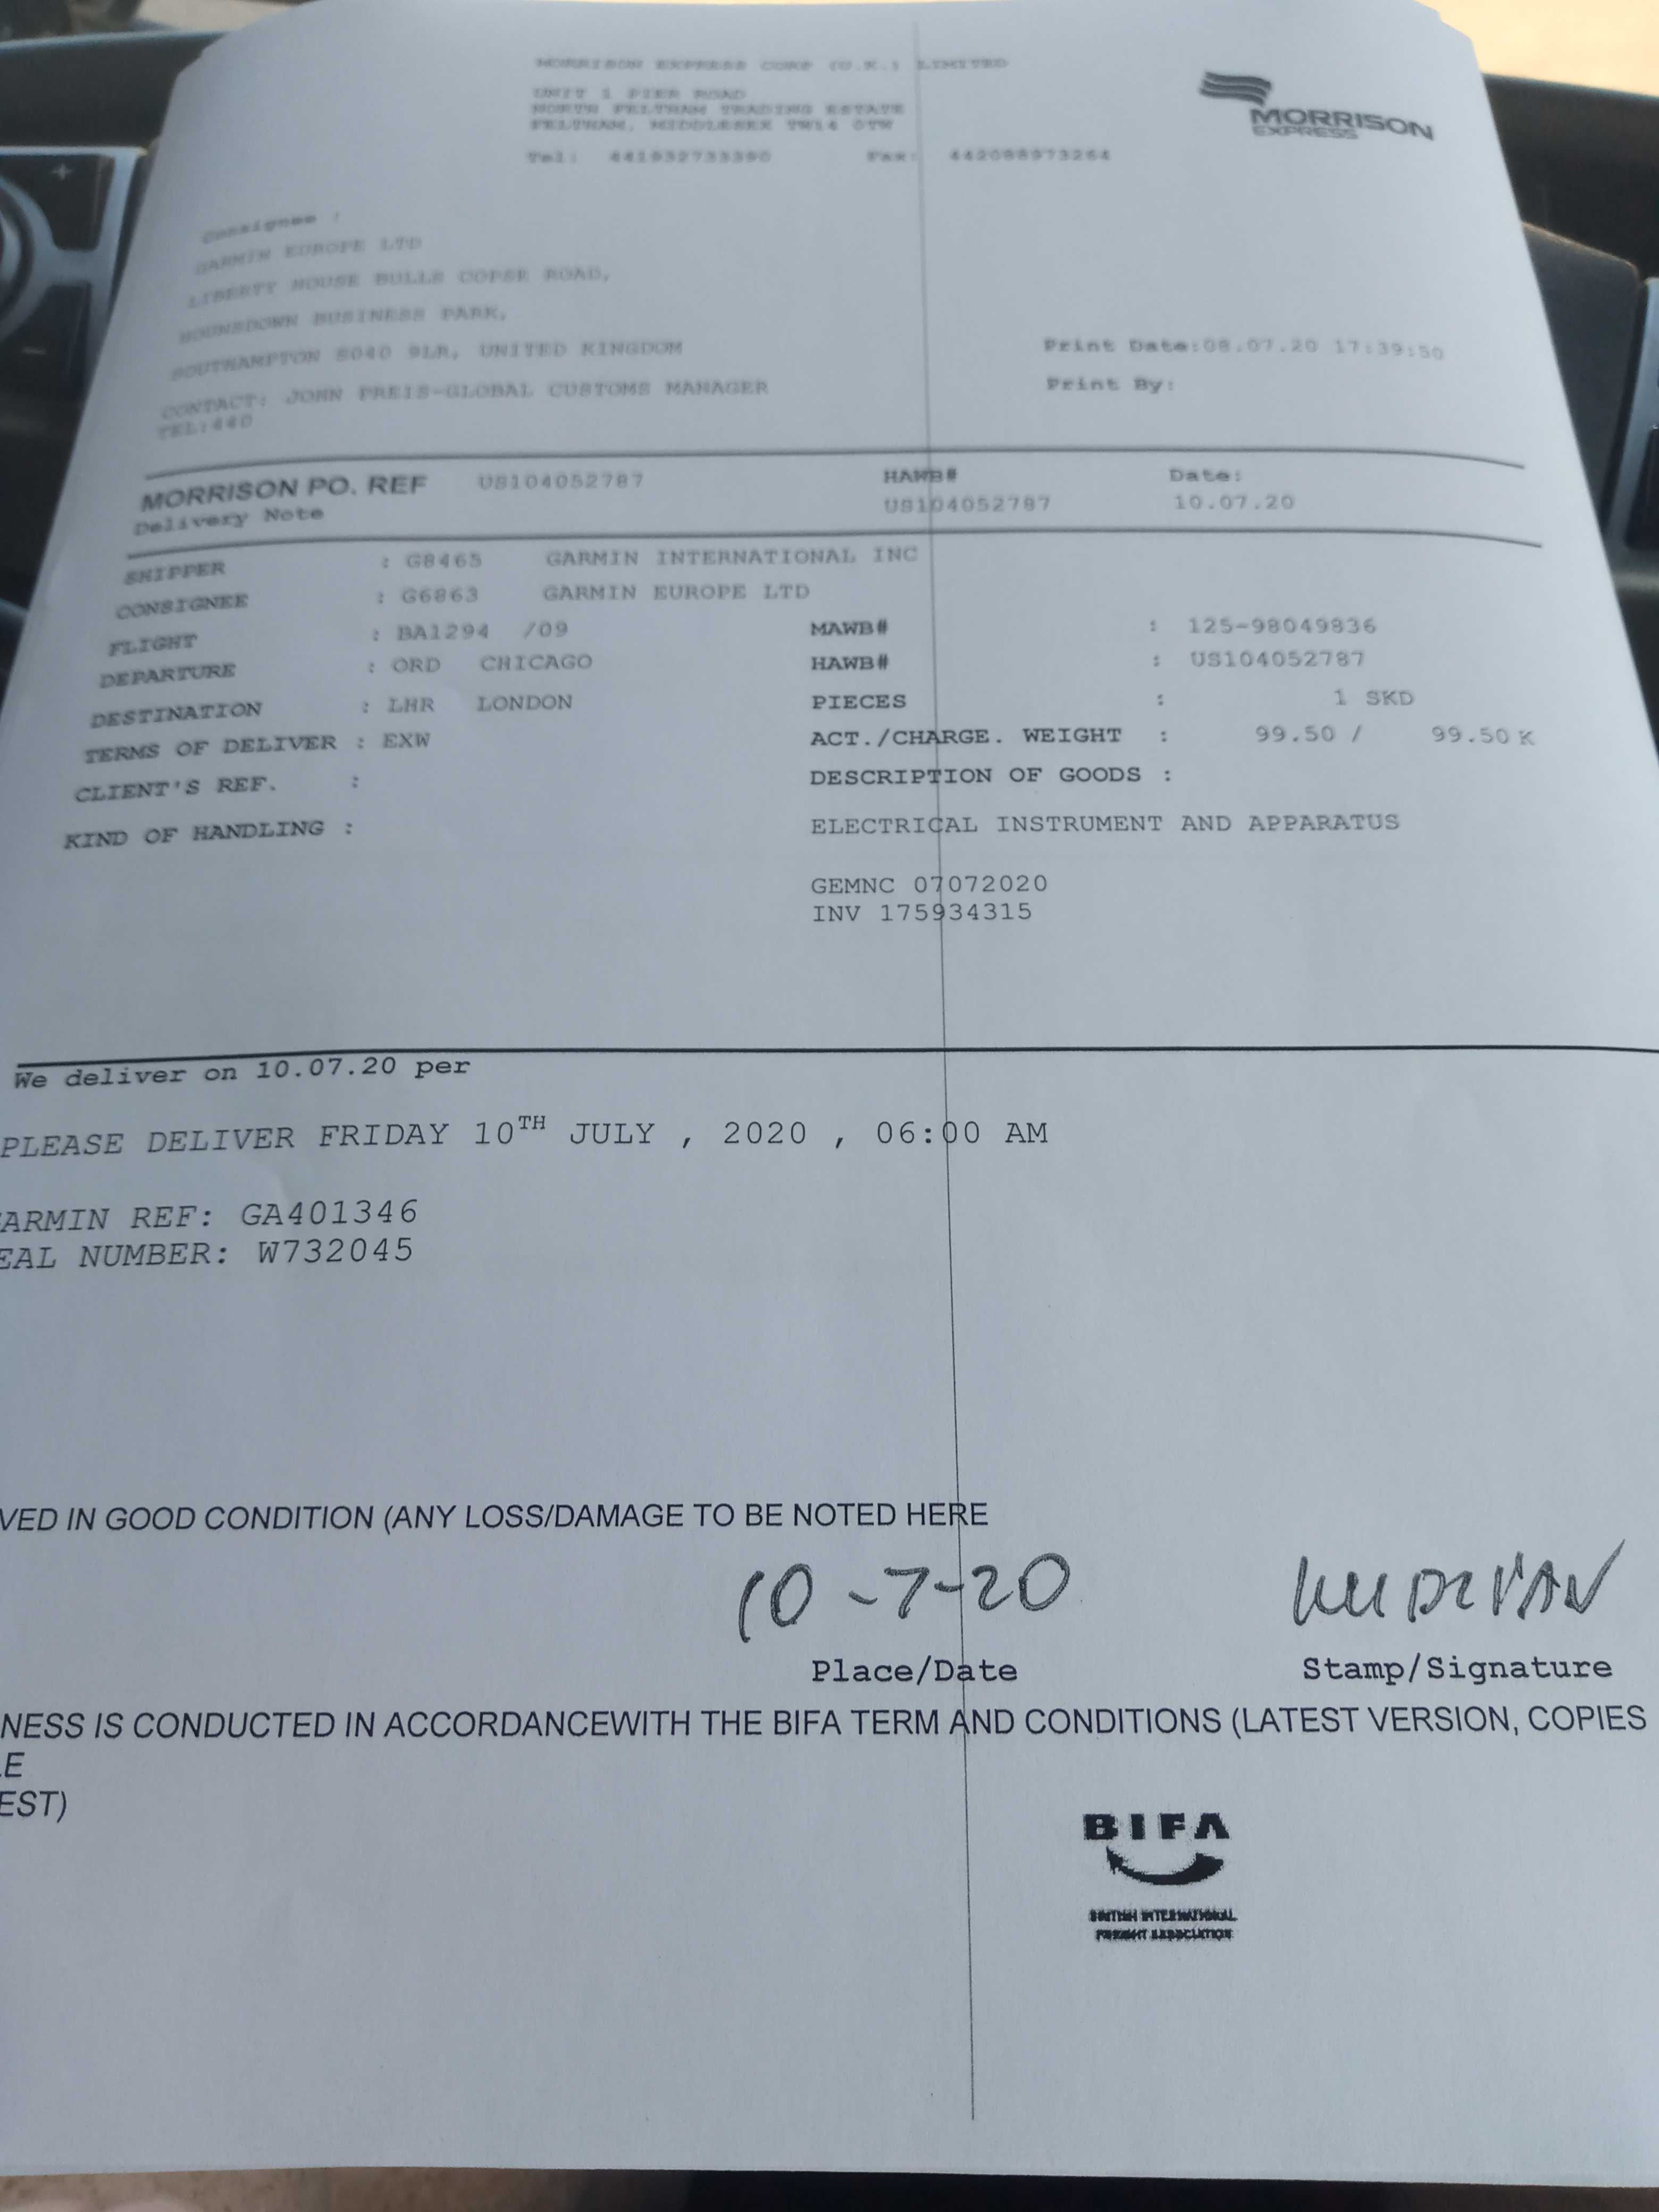 MORRISON EXPRESS CORP (U.K.) LIMITED
UNIT 1 PIER ROAD
NORTH FELTHAM TRADING ESTATE
FELTHAM, MIDDLESEX TW14 0TW
Tel: 441932733390 Fax: 442088973264
MORRISON
EXPRESS
Consignee :
GARMIN EUROPE LTD
LIBERTY HOUSE BULLS COPSE ROAD,
HOUNSDOWN BUSINESS PARK,
SOUTHAMPTON SO40 9LR, UNITED KINGDOM
CONTACT: JOHN PREIS-GLOBAL CUSTOMS MANAGER
TEL:440
Print Date:08.07.20 17:39:50
Print By:
MORRISON PO. REF US104052787 HAWB# Date:
Delivery Note US104052787 10.07.20
SHIPPER : G8465 GARMIN INTERNATIONAL INC
CONSIGNEE : G6863 GARMIN EUROPE LTD
FLIGHT : BA1294 /09 MAWB# : 125-98049836
DEPARTURE : ORD CHICAGO HAWB# : US104052787
DESTINATION : LHR LONDON PIECES : 1 SKD
TERMS OF DELIVER : EXW ACT./CHARGE. WEIGHT : 99.50 / 99.50 K
CLIENT'S REF. : DESCRIPTION OF GOODS :
KIND OF HANDLING : ELECTRICAL INSTRUMENT AND APPARATUS
GEMNC 07072020
INV 175934315
We deliver on 10.07.20 per
PLEASE DELIVER FRIDAY 10TH JULY , 2020 , 06:00 AM
ARMIN REF: GA401346
EAL NUMBER: W732045
VED IN GOOD CONDITION (ANY LOSS/DAMAGE TO BE NOTED HERE
10-7-20
Place/Date Stamp/Signature
NESS IS CONDUCTED IN ACCORDANCEWITH THE BIFA TERM AND CONDITIONS (LATEST VERSION, COPIES
LE
EST)
BIFA
BRITISH INTERNATIONAL
FREIGHT ASSOCIATION